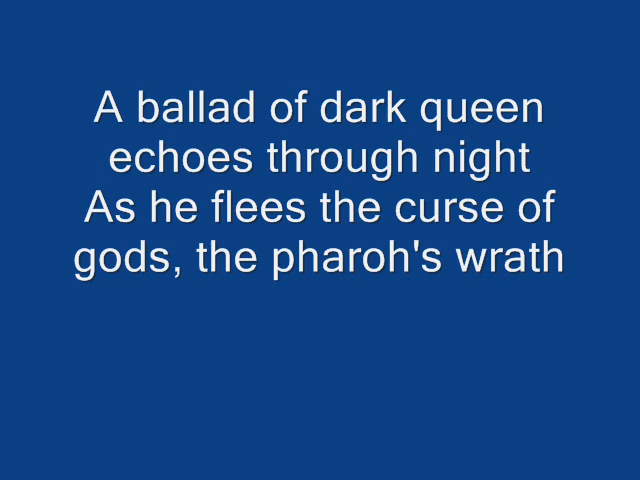 A ballad of dark queen
echoes through night
As he flees the curse of
gods, the pharoh's wrath